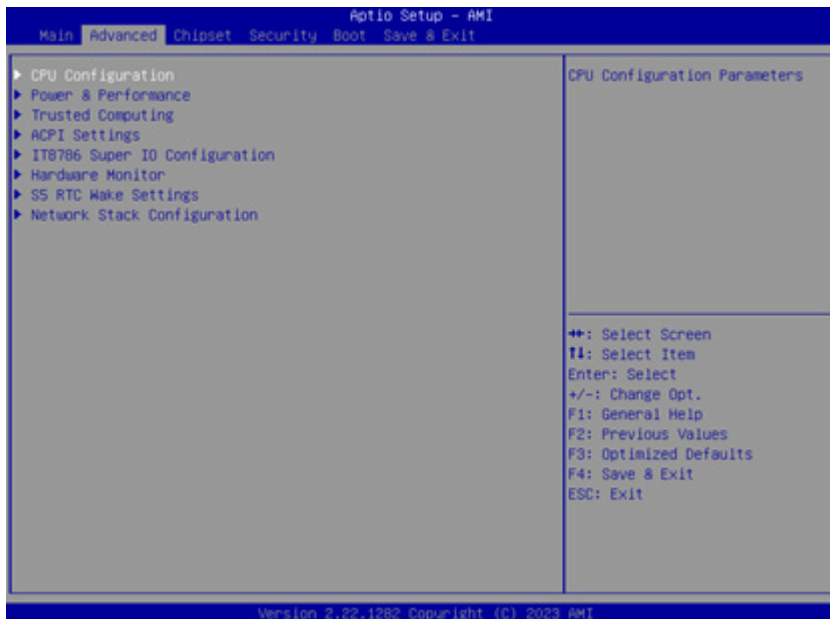 Aptio Setup - AMI
Main Advanced Chipset Security Boot Save & Exit
CPU Configuration
Power & Performance
Trusted Computing
ACPI Settings
IT8786 Super IO Configuration
Hardware Monitor
S5 RTC Wake Settings
Network Stack Configuration
CPU Configuration Parameters
→←: Select Screen
↑↓: Select Item
Enter: Select
+/-: Change Opt.
F1: General Help
F2: Previous Values
F3: Optimized Defaults
F4: Save & Exit
ESC: Exit
Version 2.22.1282 Copyright (C) 2023 AMI